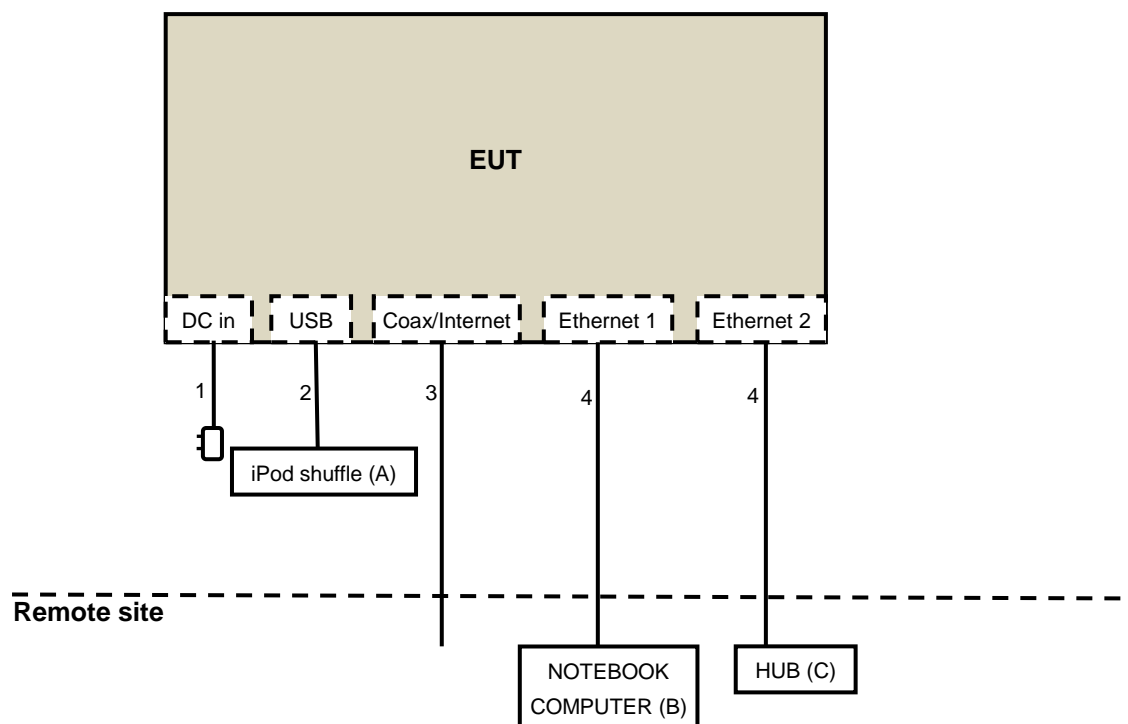 EUT
DC in
USB
Coax/Internet
Ethernet 1
Ethernet 2
1
2
3
4
4
iPod shuffle (A)
Remote site
NOTEBOOK
COMPUTER (B)
HUB (C)